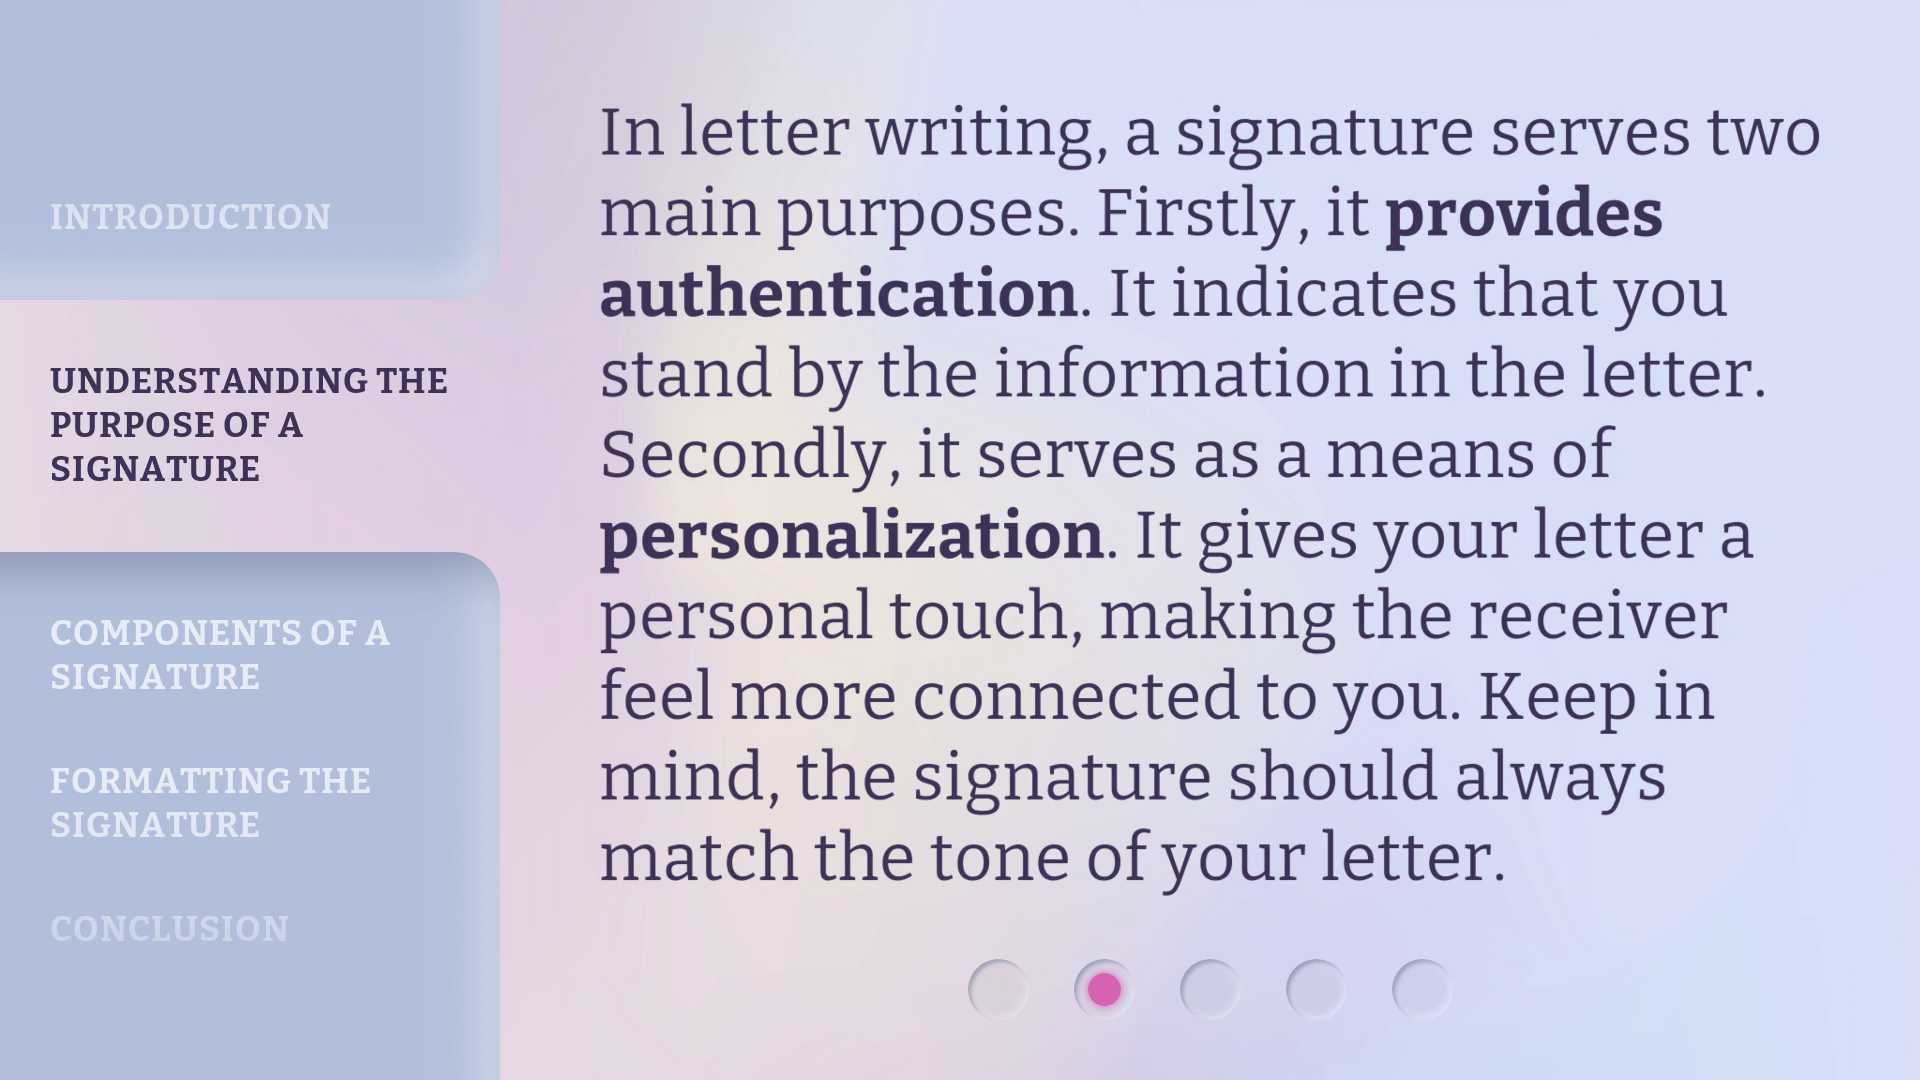 INTRODUCTION
UNDERSTANDING THE
PURPOSE OF A
SIGNATURE
COMPONENTS OF A
SIGNATURE
FORMATTING THE
SIGNATURE
CONCLUSION
In letter writing, a signature serves two
main purposes. Firstly, it provides
authentication. It indicates that you
stand by the information in the letter.
Secondly, it serves as a means of
personalization. It gives your letter a
personal touch, making the receiver
feel more connected to you. Keep in
mind, the signature should always
match the tone of your letter.